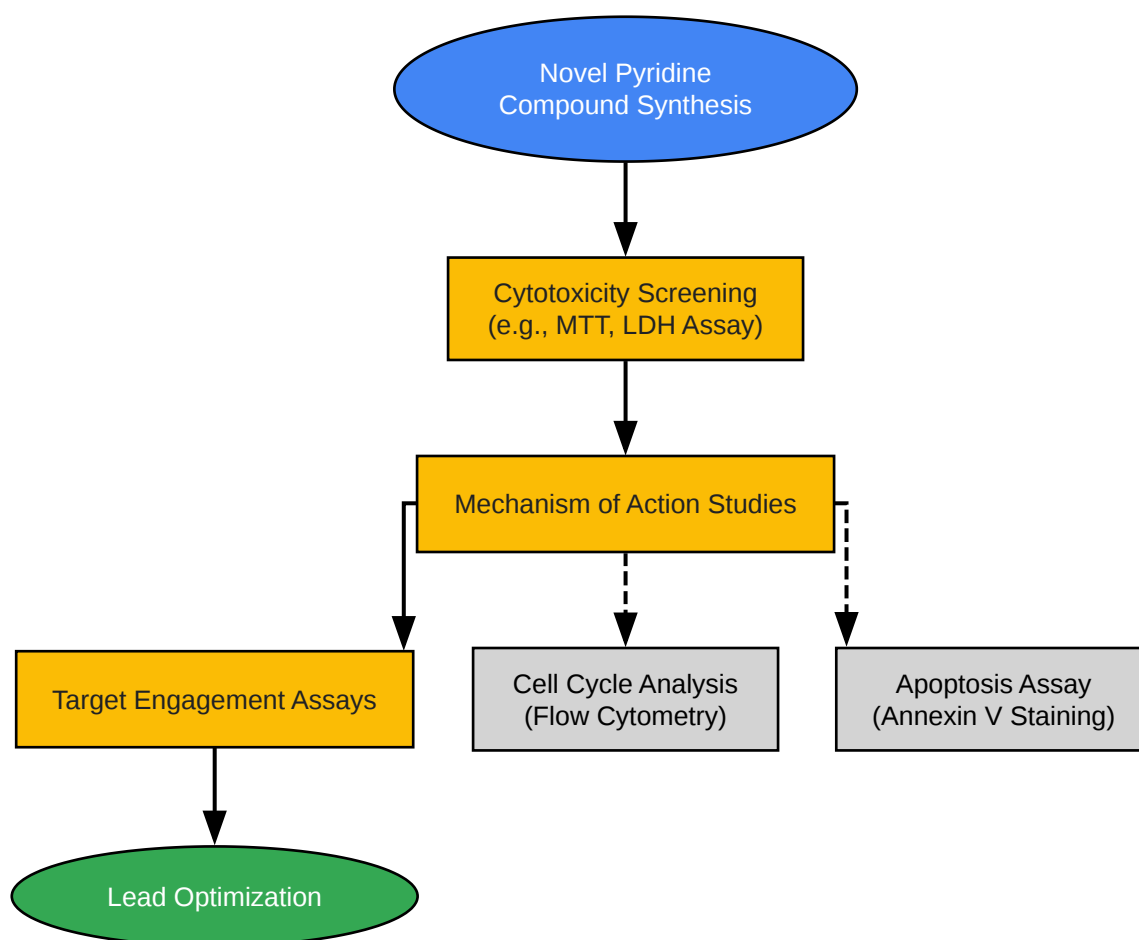 Novel Pyridine
Compound Synthesis
Cytotoxicity Screening
(e.g., MTT, LDH Assay)
Mechanism of Action Studies
Target Engagement Assays
Cell Cycle Analysis
(Flow Cytometry)
Apoptosis Assay
(Annexin V Staining)
Lead Optimization